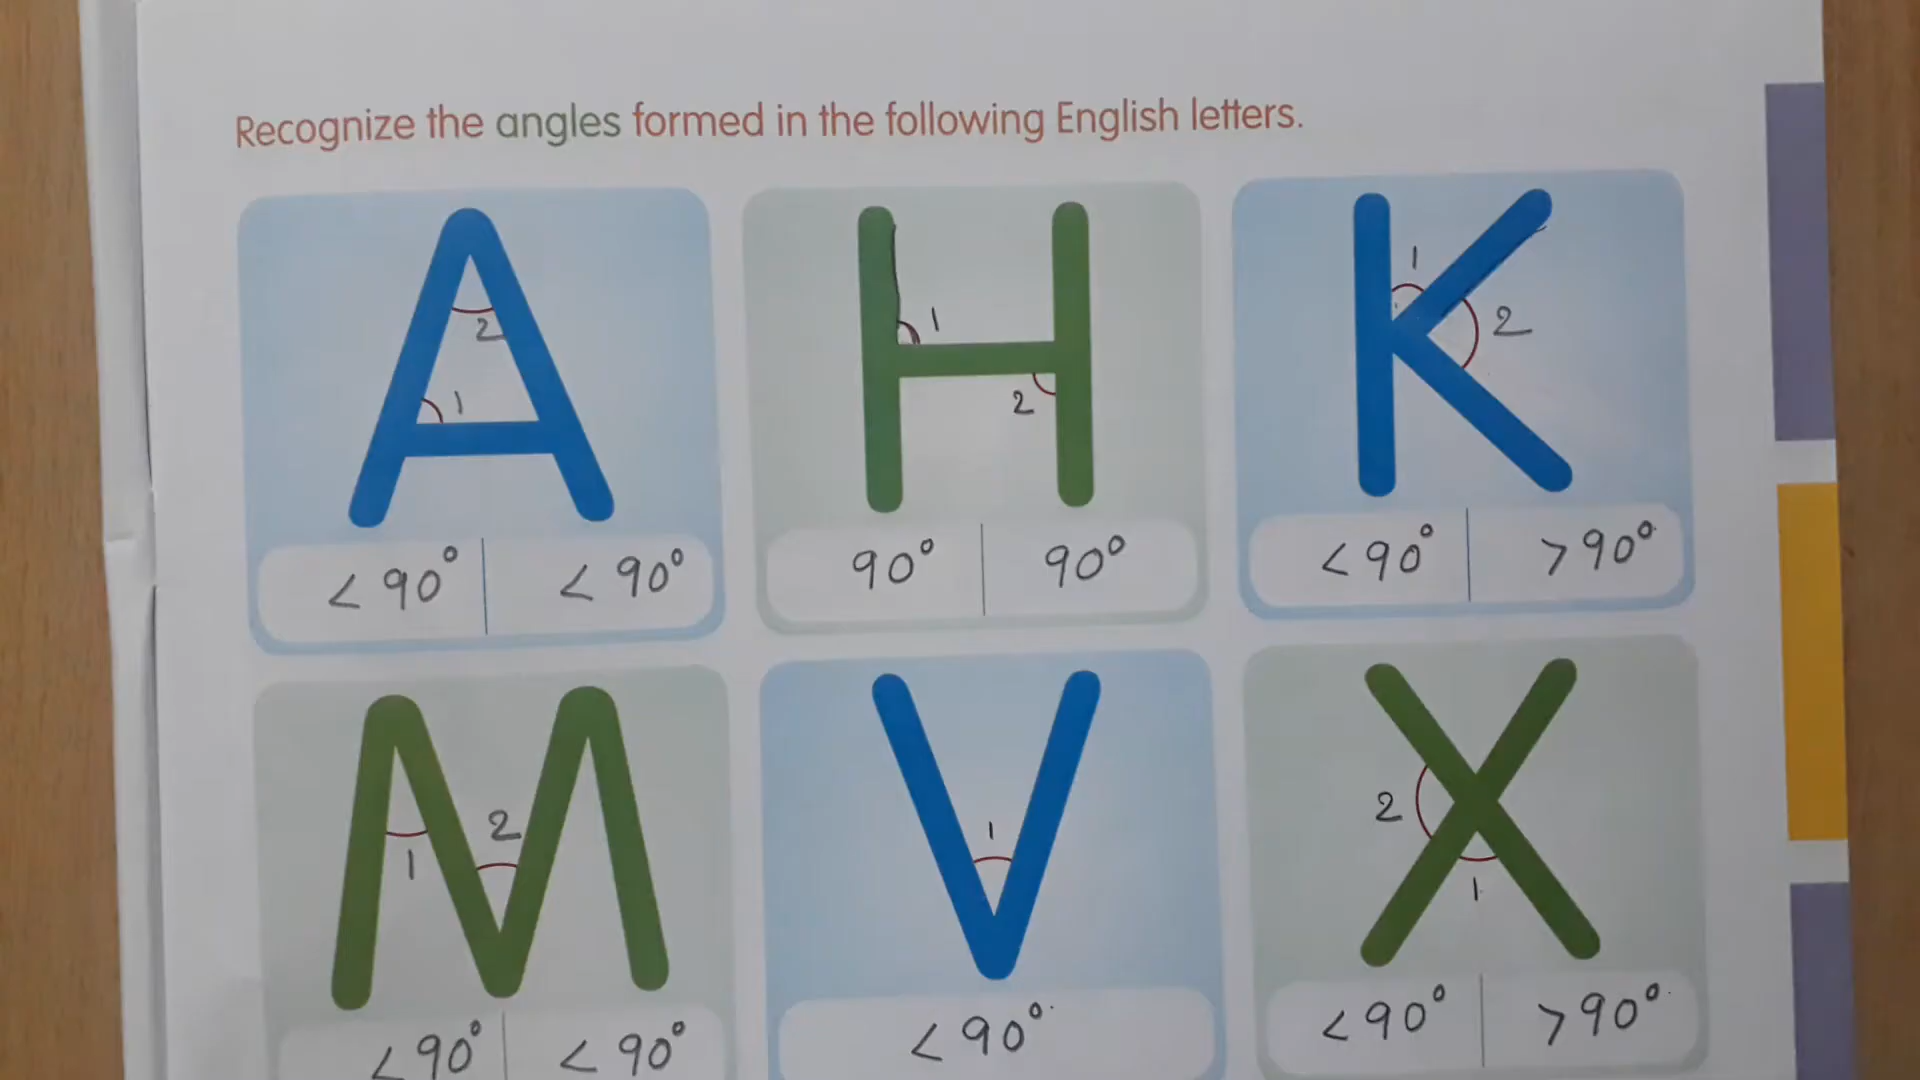 Recognize the angles formed in the following English letters.
A
2
1
< 90° | < 90°
H
1
2
90° | 90°
K
1
2
< 90° | > 90°
M
2
1
< 90° | < 90°
V
1
< 90°
X
2
1
< 90° | > 90°